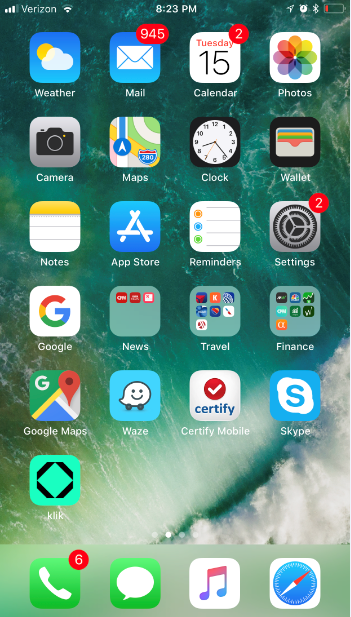 Verizon 8:23 PM
945 2
Tuesday
15
Weather Mail Calendar Photos
280
Camera Maps Clock Wallet
2
Notes App Store Reminders Settings
G
Google News Travel Finance
G certify S
Google Maps Waze Certify Mobile Skype
klik
6